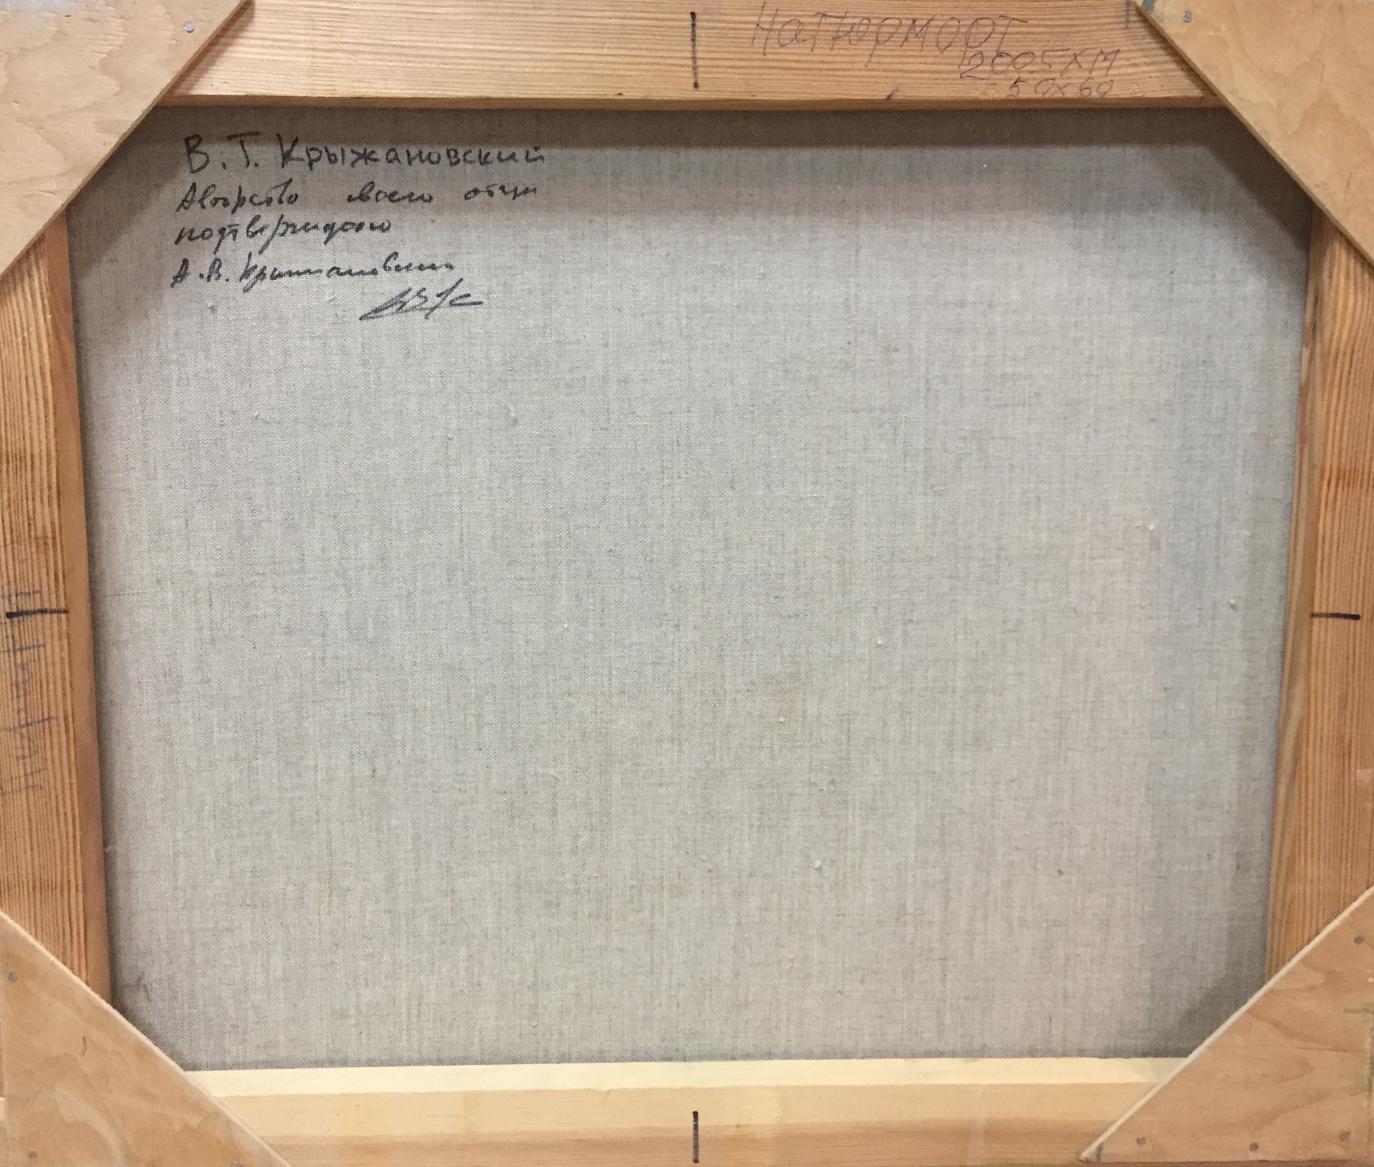 Натюрморт
2005 ХМ
50х60
В. Т. Крыжановский
Авторство моего отца
подтверждаю
А. В. Крыжановский